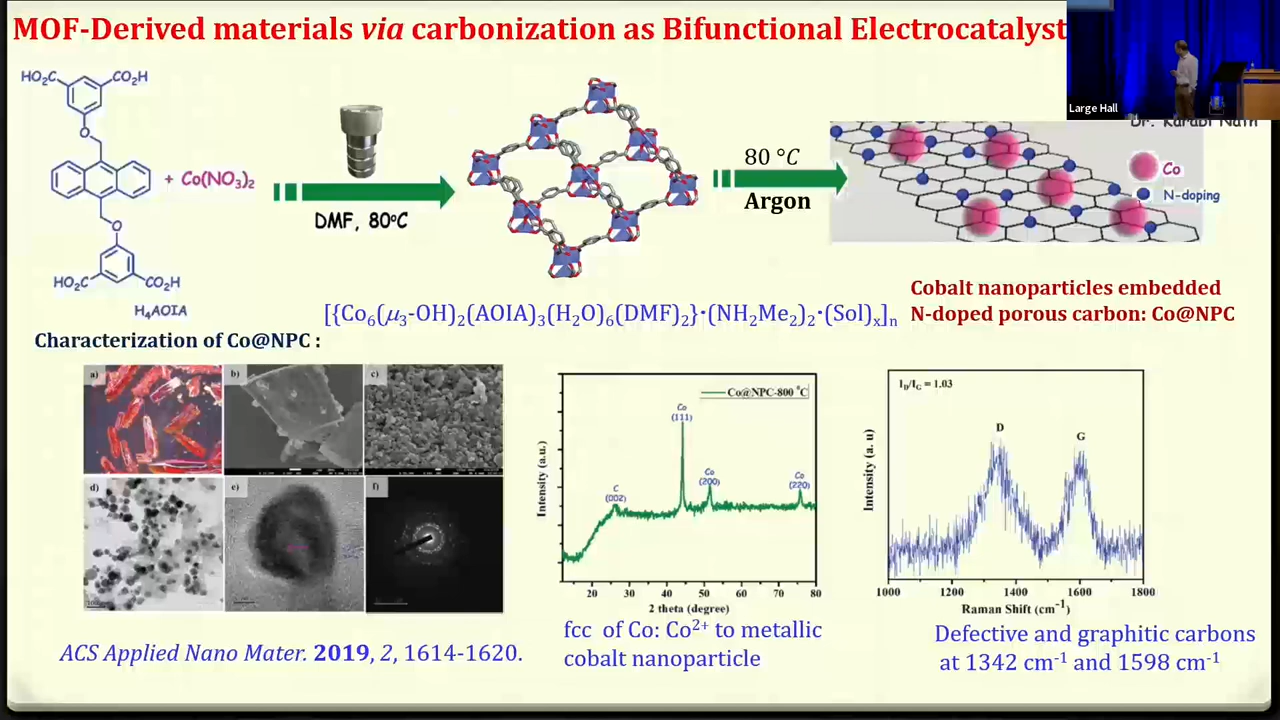 MOF-Derived materials via carbonization as Bifunctional Electrocatalyst
Large Hall
HO₂C
CO₂H
O
O
HO₂C
CO₂H
H₄AOIA
+ Co(NO₃)₂
DMF, 80°C
80 °C
Argon
Dr. Karabi Nath
Co
N-doping
[{Co₆(μ₃-OH)₂(AOIA)₃(H₂O)₆(DMF)₂}·(NH₂Me₂)₂·(Sol)ₓ]ₙ
Cobalt nanoparticles embedded
N-doped porous carbon: Co@NPC
Characterization of Co@NPC :
a)
b)
c)
d)
e)
f)
Co@NPC-800 °C
C
(002)
Co
(111)
Co
(200)
Co
(220)
Intensity (a.u.)
20 30 40 50 60 70 80
2 theta (degree)
I_D/I_G = 1.03
D
G
Intensity (a. u)
1000 1200 1400 1600 1800
Raman Shift (cm⁻¹)
ACS Applied Nano Mater. 2019, 2, 1614-1620.
fcc of Co: Co²⁺ to metallic
cobalt nanoparticle
Defective and graphitic carbons
at 1342 cm⁻¹ and 1598 cm⁻¹